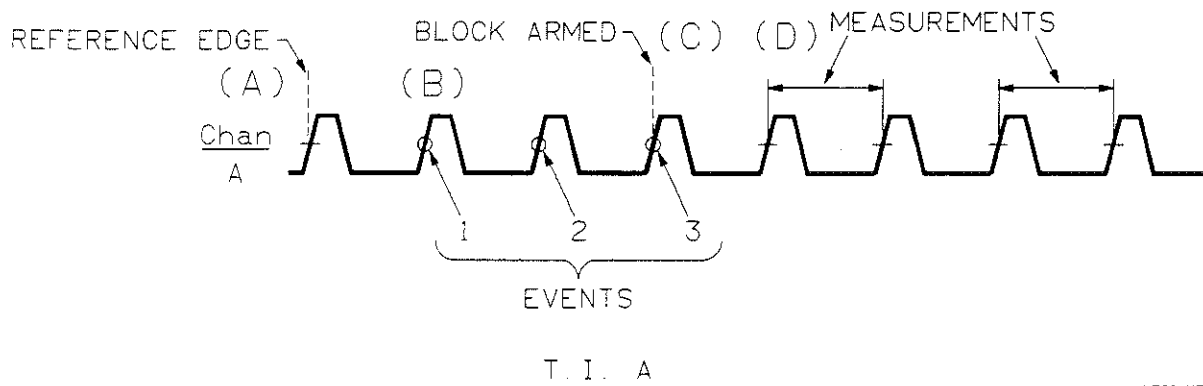 REFERENCE EDGE
BLOCK ARMED
(C) (D)
MEASUREMENTS
(A)
(B)
Chan
A
1 2 3
EVENTS
T.I. A